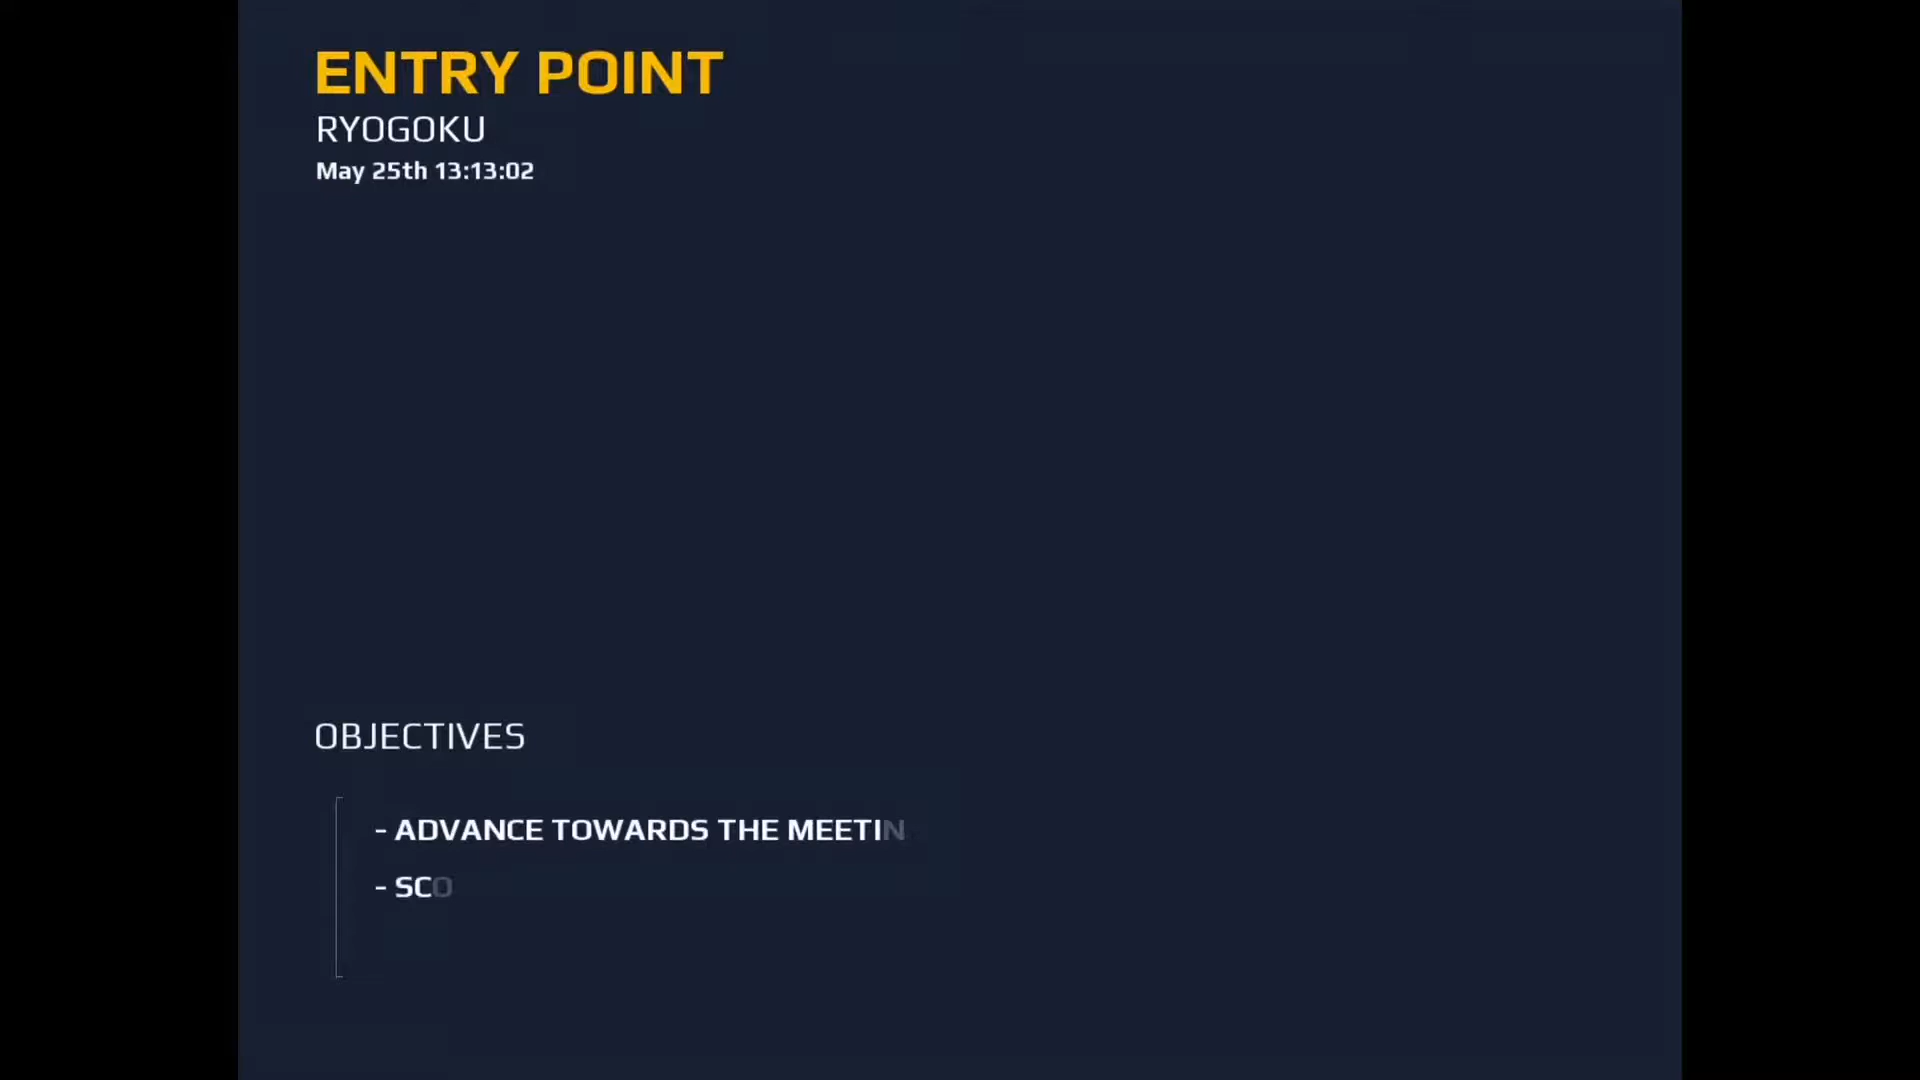 ENTRY POINT
RYOGOKU
May 25th 13:13:02
OBJECTIVES
- ADVANCE TOWARDS THE MEETIN
- SCO